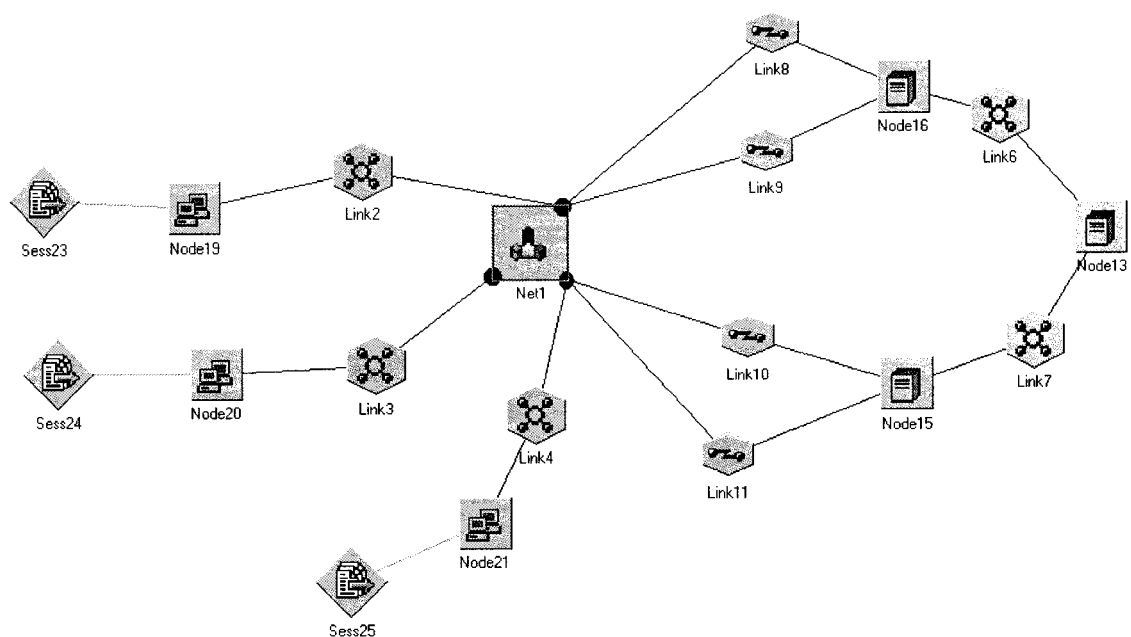 Link8
Node16
Link6
Link9
Link2
Sess23
Node19
Node13
Net1
Link10
Link7
Sess24
Node20
Link3
Node15
Link4
Link11
Node21
Sess25